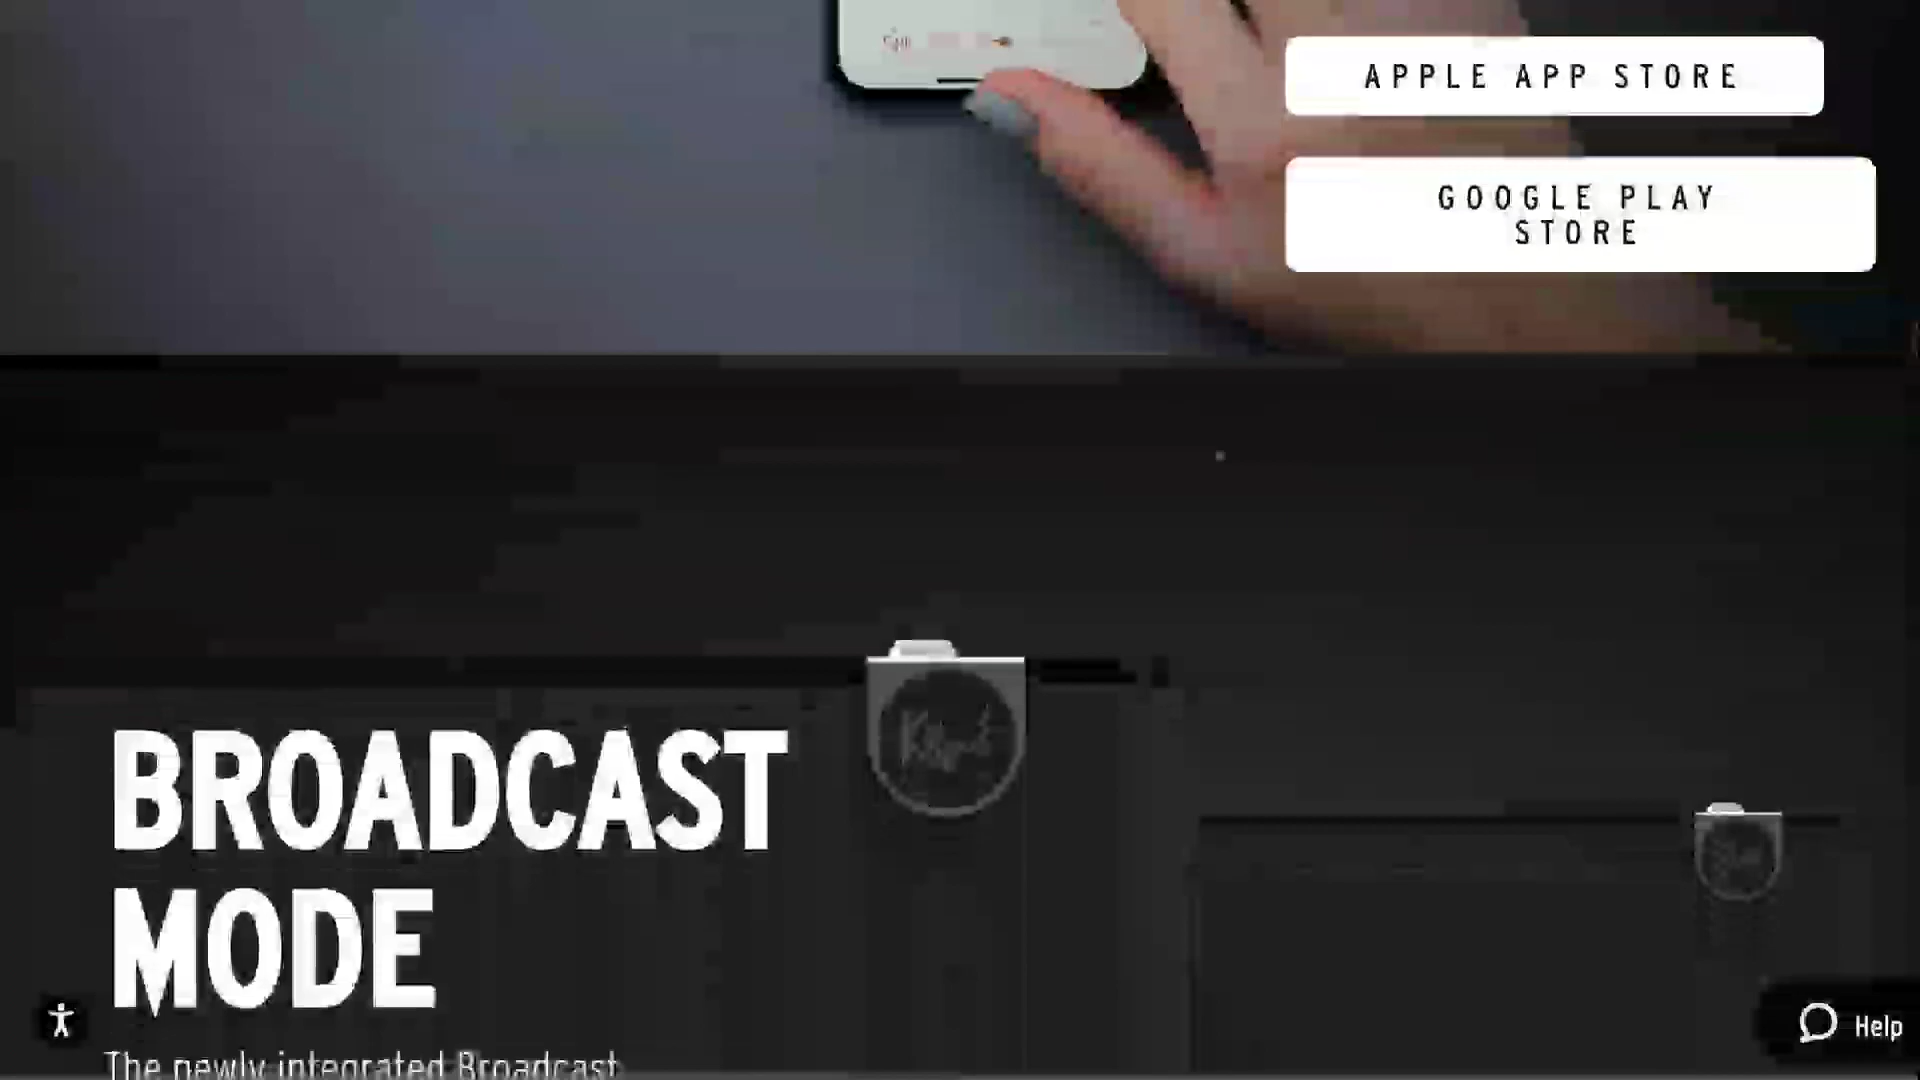 APPLE APP STORE
GOOGLE PLAY
STORE
BROADCAST
MODE
The newly integrated Broadcast
Help